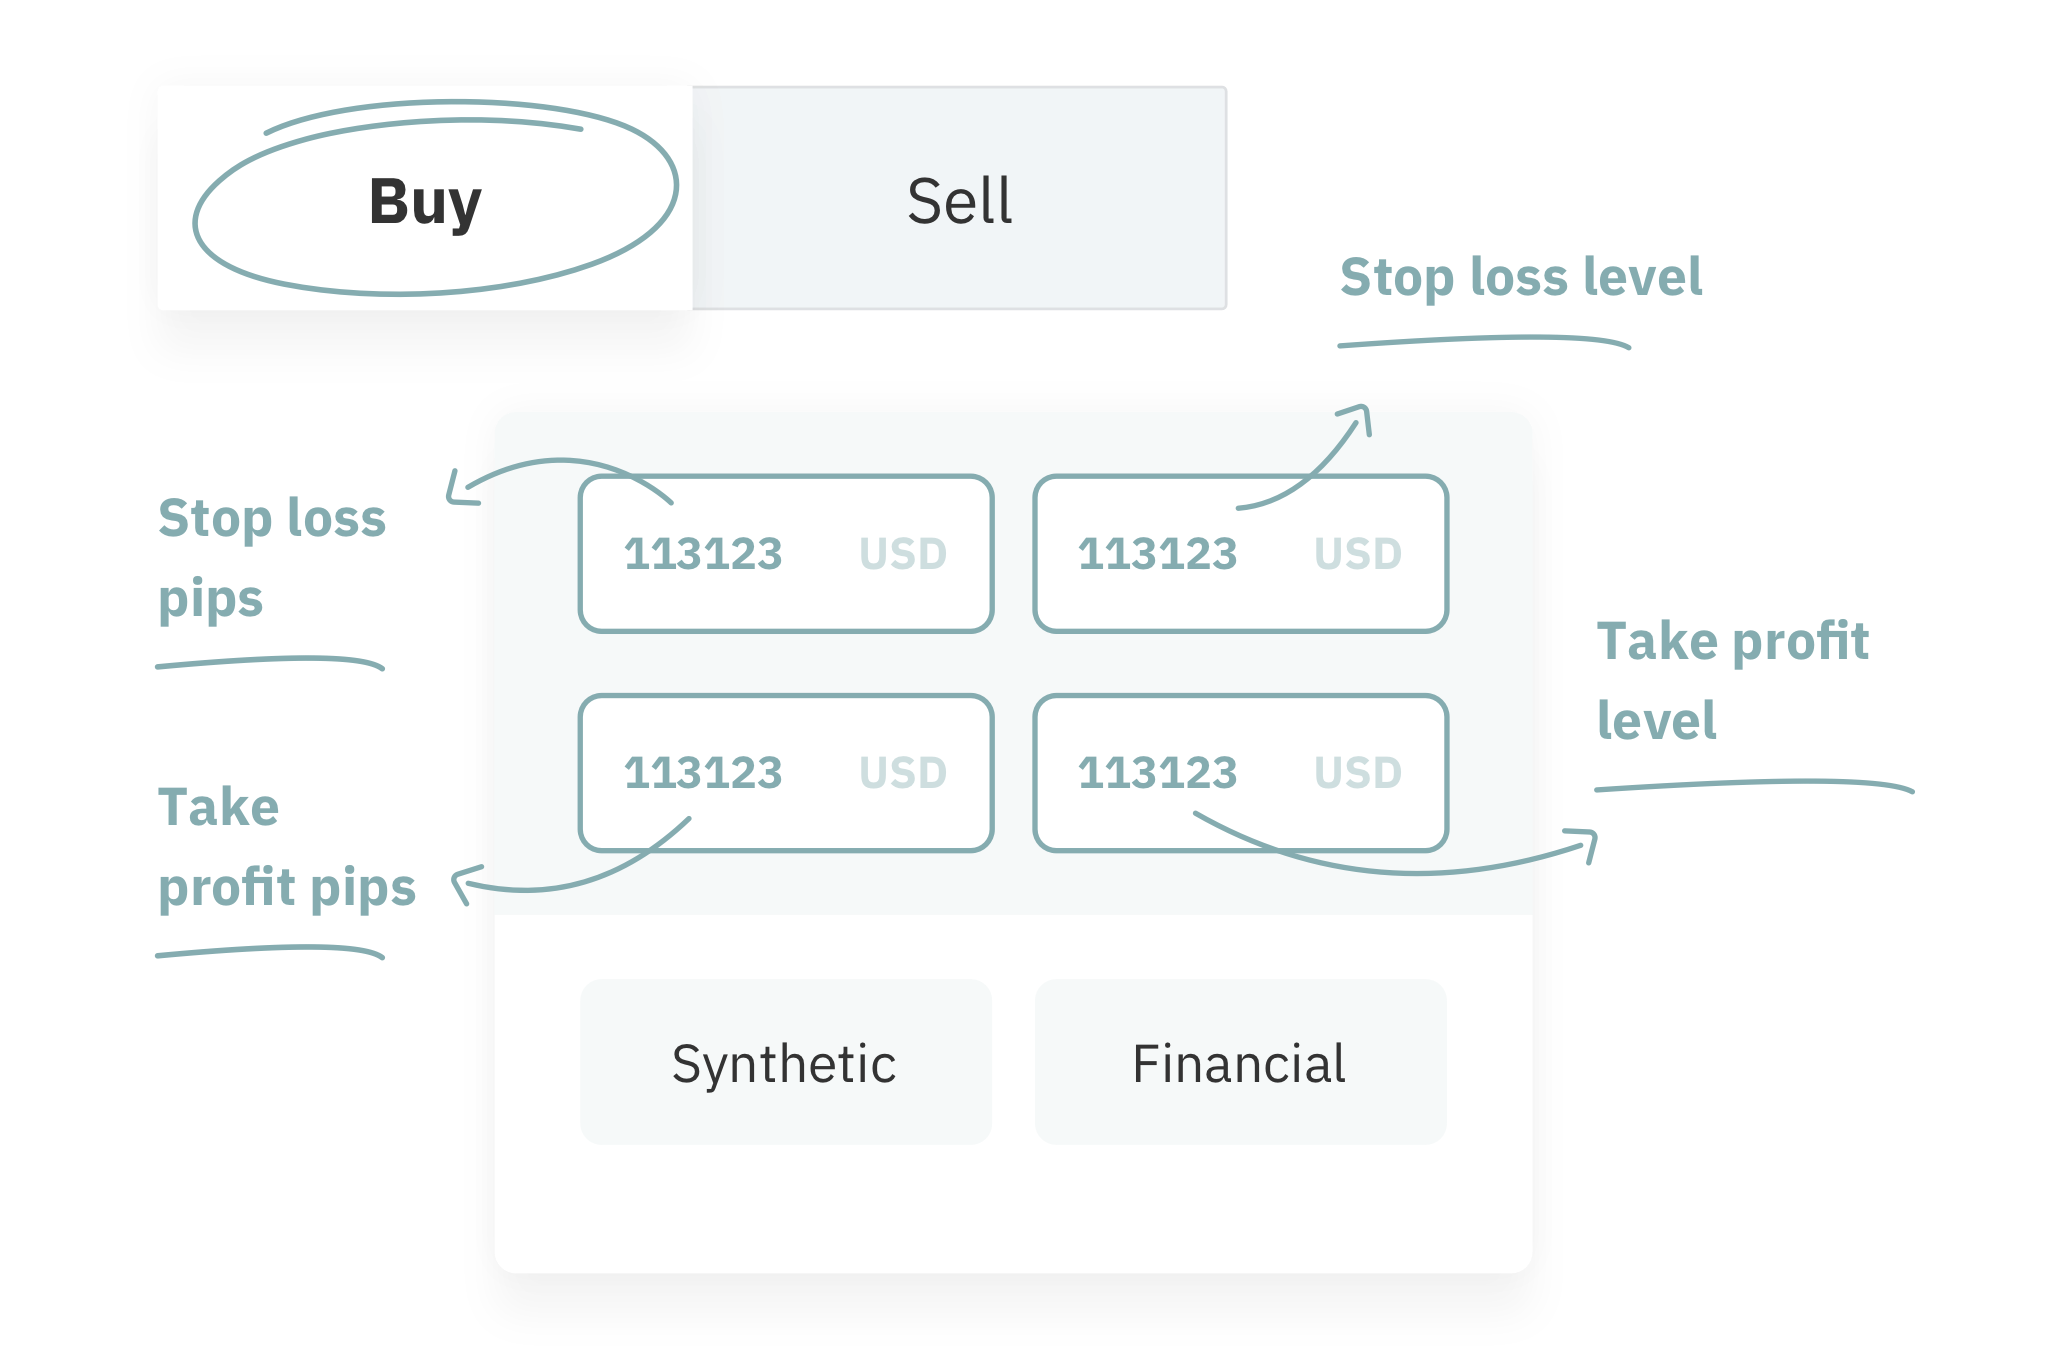 Buy
Sell
Stop loss level
Stop loss
pips
113123 USD
113123 USD
Take profit
level
Take
profit pips
113123 USD
113123 USD
Synthetic
Financial